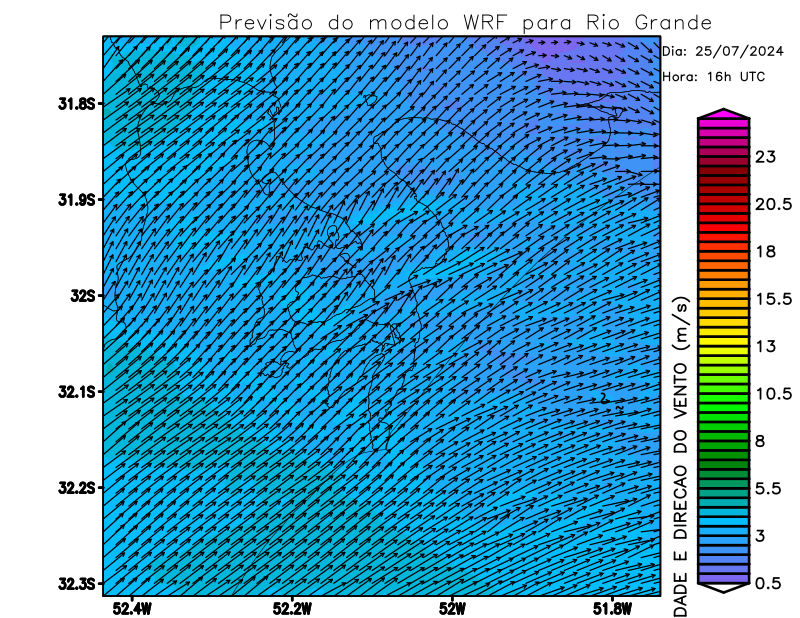 Previsão do modelo WRF para Rio Grande
Dia: 25/07/2024
Hora: 16h UTC
31.8S
31.9S
32S
32.1S
32.2S
32.3S
52.4W
52.2W
52W
51.8W
23
20.5
18
15.5
13
10.5
8
5.5
3
0.5
DADE E DIRECAO DO VENTO (m/s)